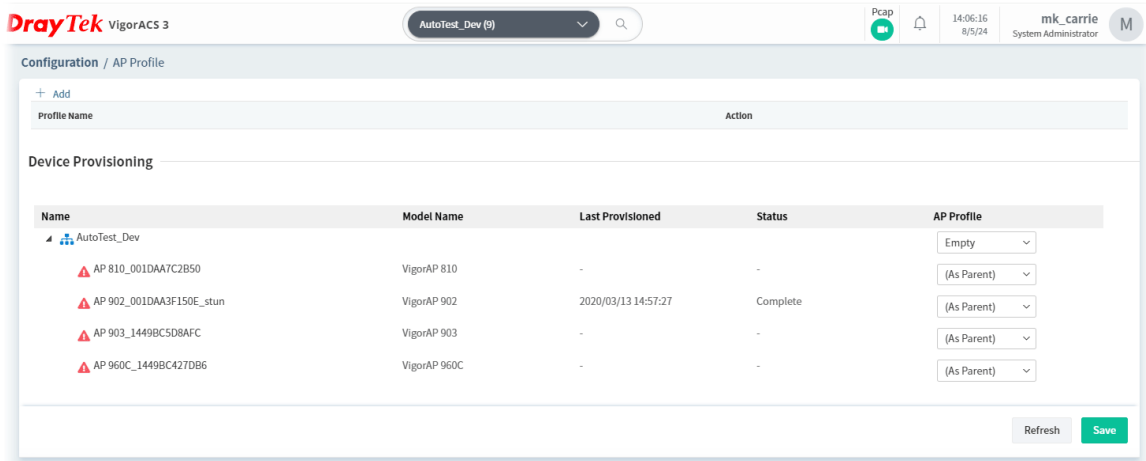 DrayTek VigorACS 3
AutoTest_Dev (9)
Pcap
14:06:16
8/5/24
mk_carrie
System Administrator
M
Configuration / AP Profile
+ Add
Profile Name Action
Device Provisioning
Name Model Name Last Provisioned Status AP Profile
AutoTest_Dev Empty
AP 810_001DAA7C2B50 VigorAP 810 - - (As Parent)
AP 902_001DAA3F150E_stun VigorAP 902 2020/03/13 14:57:27 Complete (As Parent)
AP 903_1449BC5D8AFC VigorAP 903 - - (As Parent)
AP 960C_1449BC427DB6 VigorAP 960C - - (As Parent)
Refresh Save